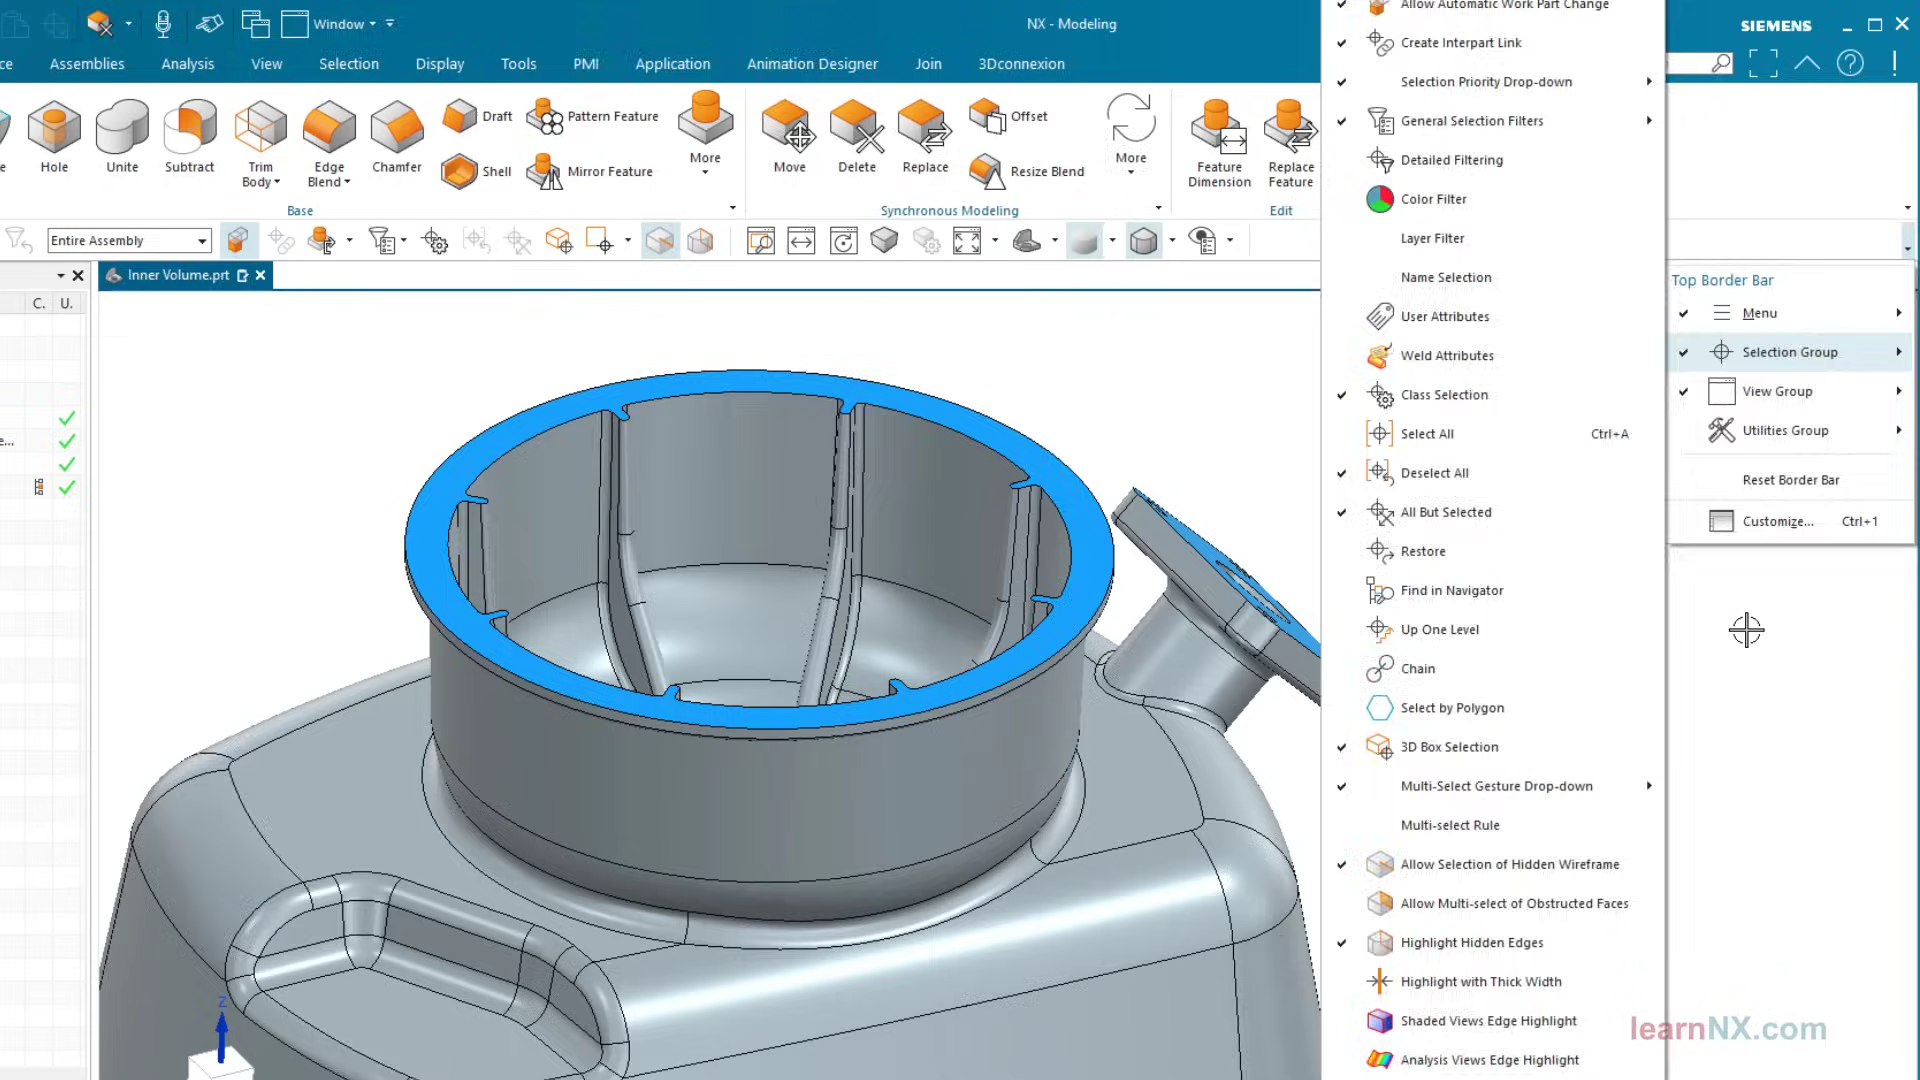 Window
NX - Modeling
SIEMENS
ce
Assemblies
Analysis
View
Selection
Display
Tools
PMI
Application
Animation Designer
Join
3Dconnexion
Hole
Unite
Subtract
Trim
Body
Edge
Blend
Chamfer
Draft
Shell
Pattern Feature
Mirror Feature
More
Base
Move
Delete
Replace
Offset
Resize Blend
More
Synchronous Modeling
Feature
Dimension
Replace
Feature
Edit
Entire Assembly
Inner Volume.prt
C.
U.
e...
Z
Allow Automatic Work Part Change
Create Interpart Link
Selection Priority Drop-down
General Selection Filters
Detailed Filtering
Color Filter
Layer Filter
Name Selection
User Attributes
Weld Attributes
Class Selection
Select All Ctrl+A
Deselect All
All But Selected
Restore
Find in Navigator
Up One Level
Chain
Select by Polygon
3D Box Selection
Multi-Select Gesture Drop-down
Multi-select Rule
Allow Selection of Hidden Wireframe
Allow Multi-select of Obstructed Faces
Highlight Hidden Edges
Highlight with Thick Width
Shaded Views Edge Highlight
Analysis Views Edge Highlight
Top Border Bar
Menu
Selection Group
View Group
Utilities Group
Reset Border Bar
Customize... Ctrl+1
learnNX.com